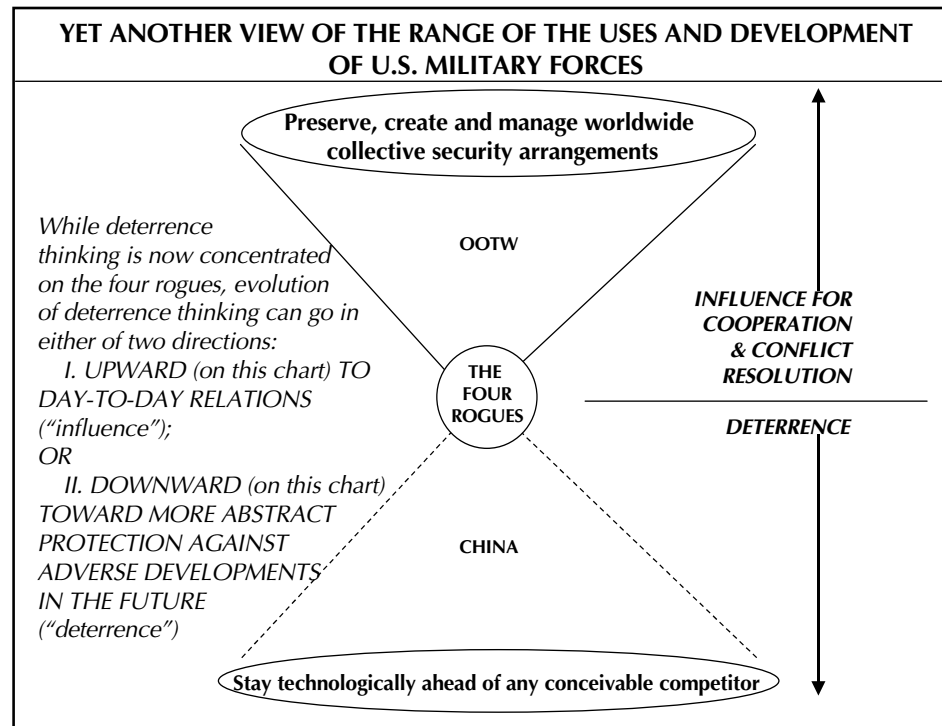 YET ANOTHER VIEW OF THE RANGE OF THE USES AND DEVELOPMENT
OF U.S. MILITARY FORCES
Preserve, create and manage worldwide
collective security arrangements
While deterrence
thinking is now concentrated
on the four rogues, evolution
of deterrence thinking can go in
either of two directions:
I. UPWARD (on this chart) TO
DAY-TO-DAY RELATIONS
(“influence”);
OR
II. DOWNWARD (on this chart)
TOWARD MORE ABSTRACT
PROTECTION AGAINST
ADVERSE DEVELOPMENTS
IN THE FUTURE
(“deterrence”)
OOTW
THE
FOUR
ROGUES
CHINA
INFLUENCE FOR
COOPERATION
& CONFLICT
RESOLUTION
DETERRENCE
Stay technologically ahead of any conceivable competitor